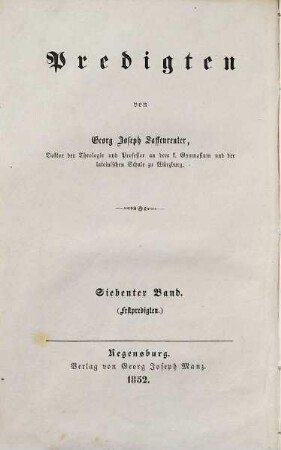 Predigten
von
Georg Joseph Saffenreuter,
Doktor der Theologie und Professor an dem k. Gymnasium und der
lateinischen Schule zu Würzburg.
Siebenter Band.
(Festpredigten.)
Regensburg.
Verlag von Georg Joseph Manz.
1852.